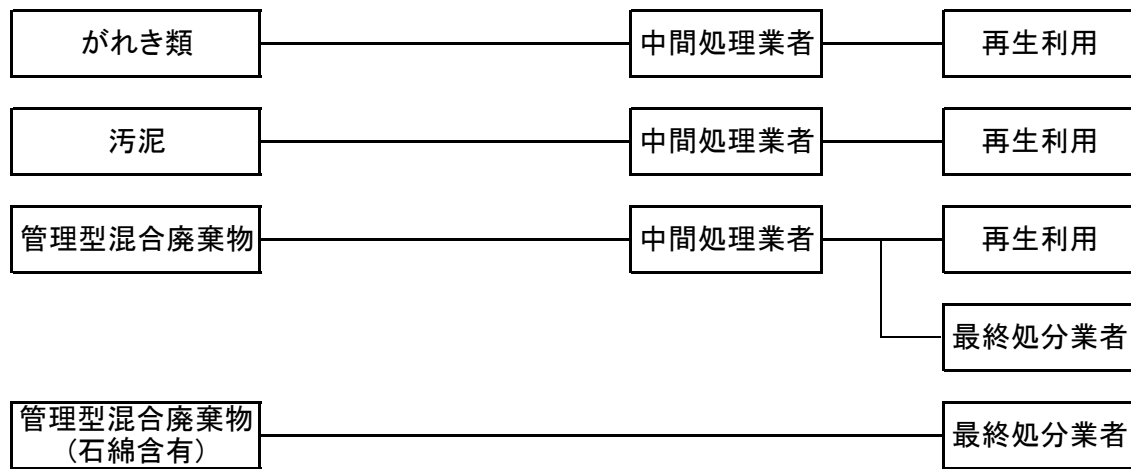 がれき類
中間処理業者
再生利用
汚泥
中間処理業者
再生利用
管理型混合廃棄物
中間処理業者
再生利用
最終処分業者
管理型混合廃棄物
（石綿含有）
最終処分業者